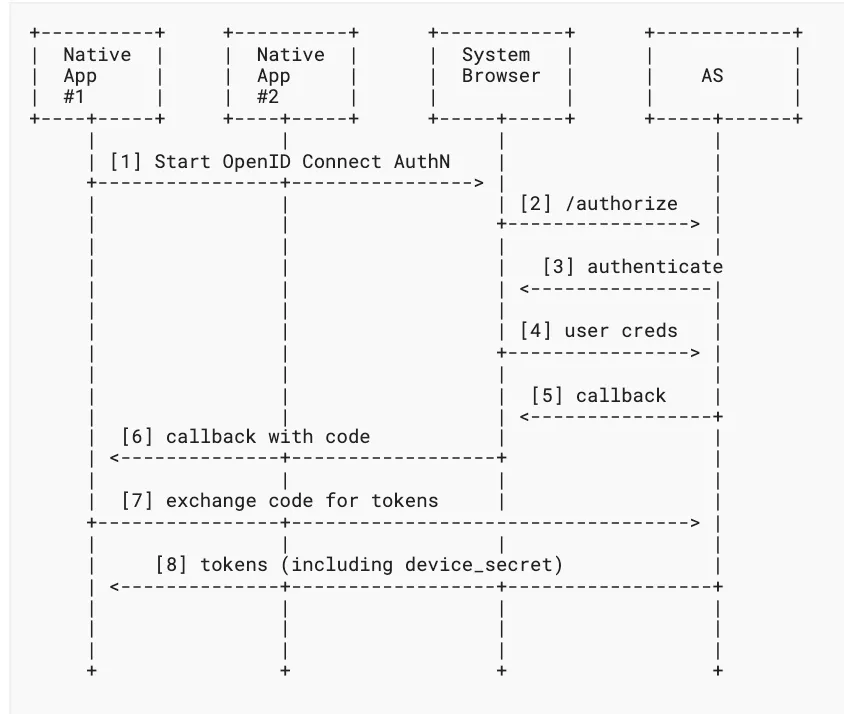 Native App #1
Native App #2
System Browser
AS
[1] Start OpenID Connect AuthN
[2] /authorize
[3] authenticate
[4] user creds
[5] callback
[6] callback with code
[7] exchange code for tokens
[8] tokens (including device_secret)